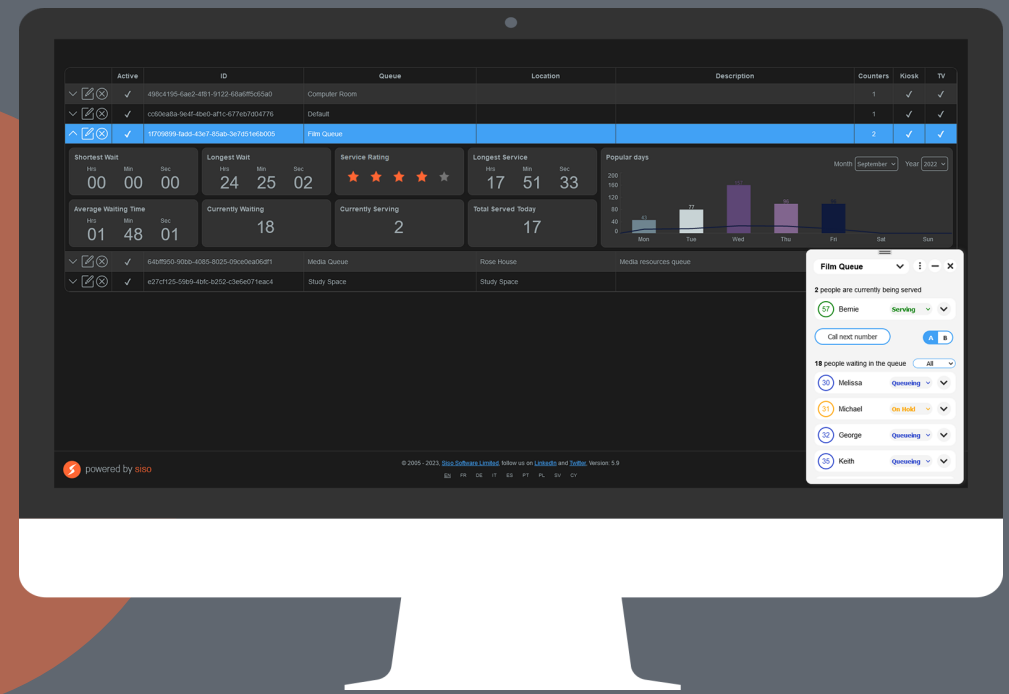 Active ID Queue Location Description Counters Kiosk TV
498c4195-6ae2-4f81-9122-68a6ff5c65a0 Computer Room 1
cc60ea8a-9e4f-4be0-af1c-677eb7d04776 Default 1
1f709899-fadd-43e7-85ab-3e7d51e6b005 Film Queue 2
Shortest Wait Longest Wait Service Rating Longest Service Popular days
Hrs Min Sec Hrs Min Sec Hrs Min Sec Month September Year 2022
00 00 00 24 25 02 17 51 33
200
160
120
80
40
0
77
Mon Tue Wed Thu Fri Sat Sun
Average Waiting Time Currently Waiting Currently Serving Total Served Today
Hrs Min Sec
01 48 01 18 2 17
64bff950-90bb-4085-8025-09ce0ea06df1 Media Queue Rose House Media resources queue
e27cf125-59b9-4bfc-b252-c3e6e071eac4 Study Space Study Space
Film Queue
2 people are currently being served
57 Bernie Serving
Call next number A B
18 people waiting in the queue All
30 Melissa Queueing
31 Michael On Hold
32 George Queueing
35 Keith Queueing
powered by siso
© 2005 - 2023, Siso Software Limited, follow us on LinkedIn and Twitter, Version: 5.9
EN FR DE IT ES PT PL SV CY